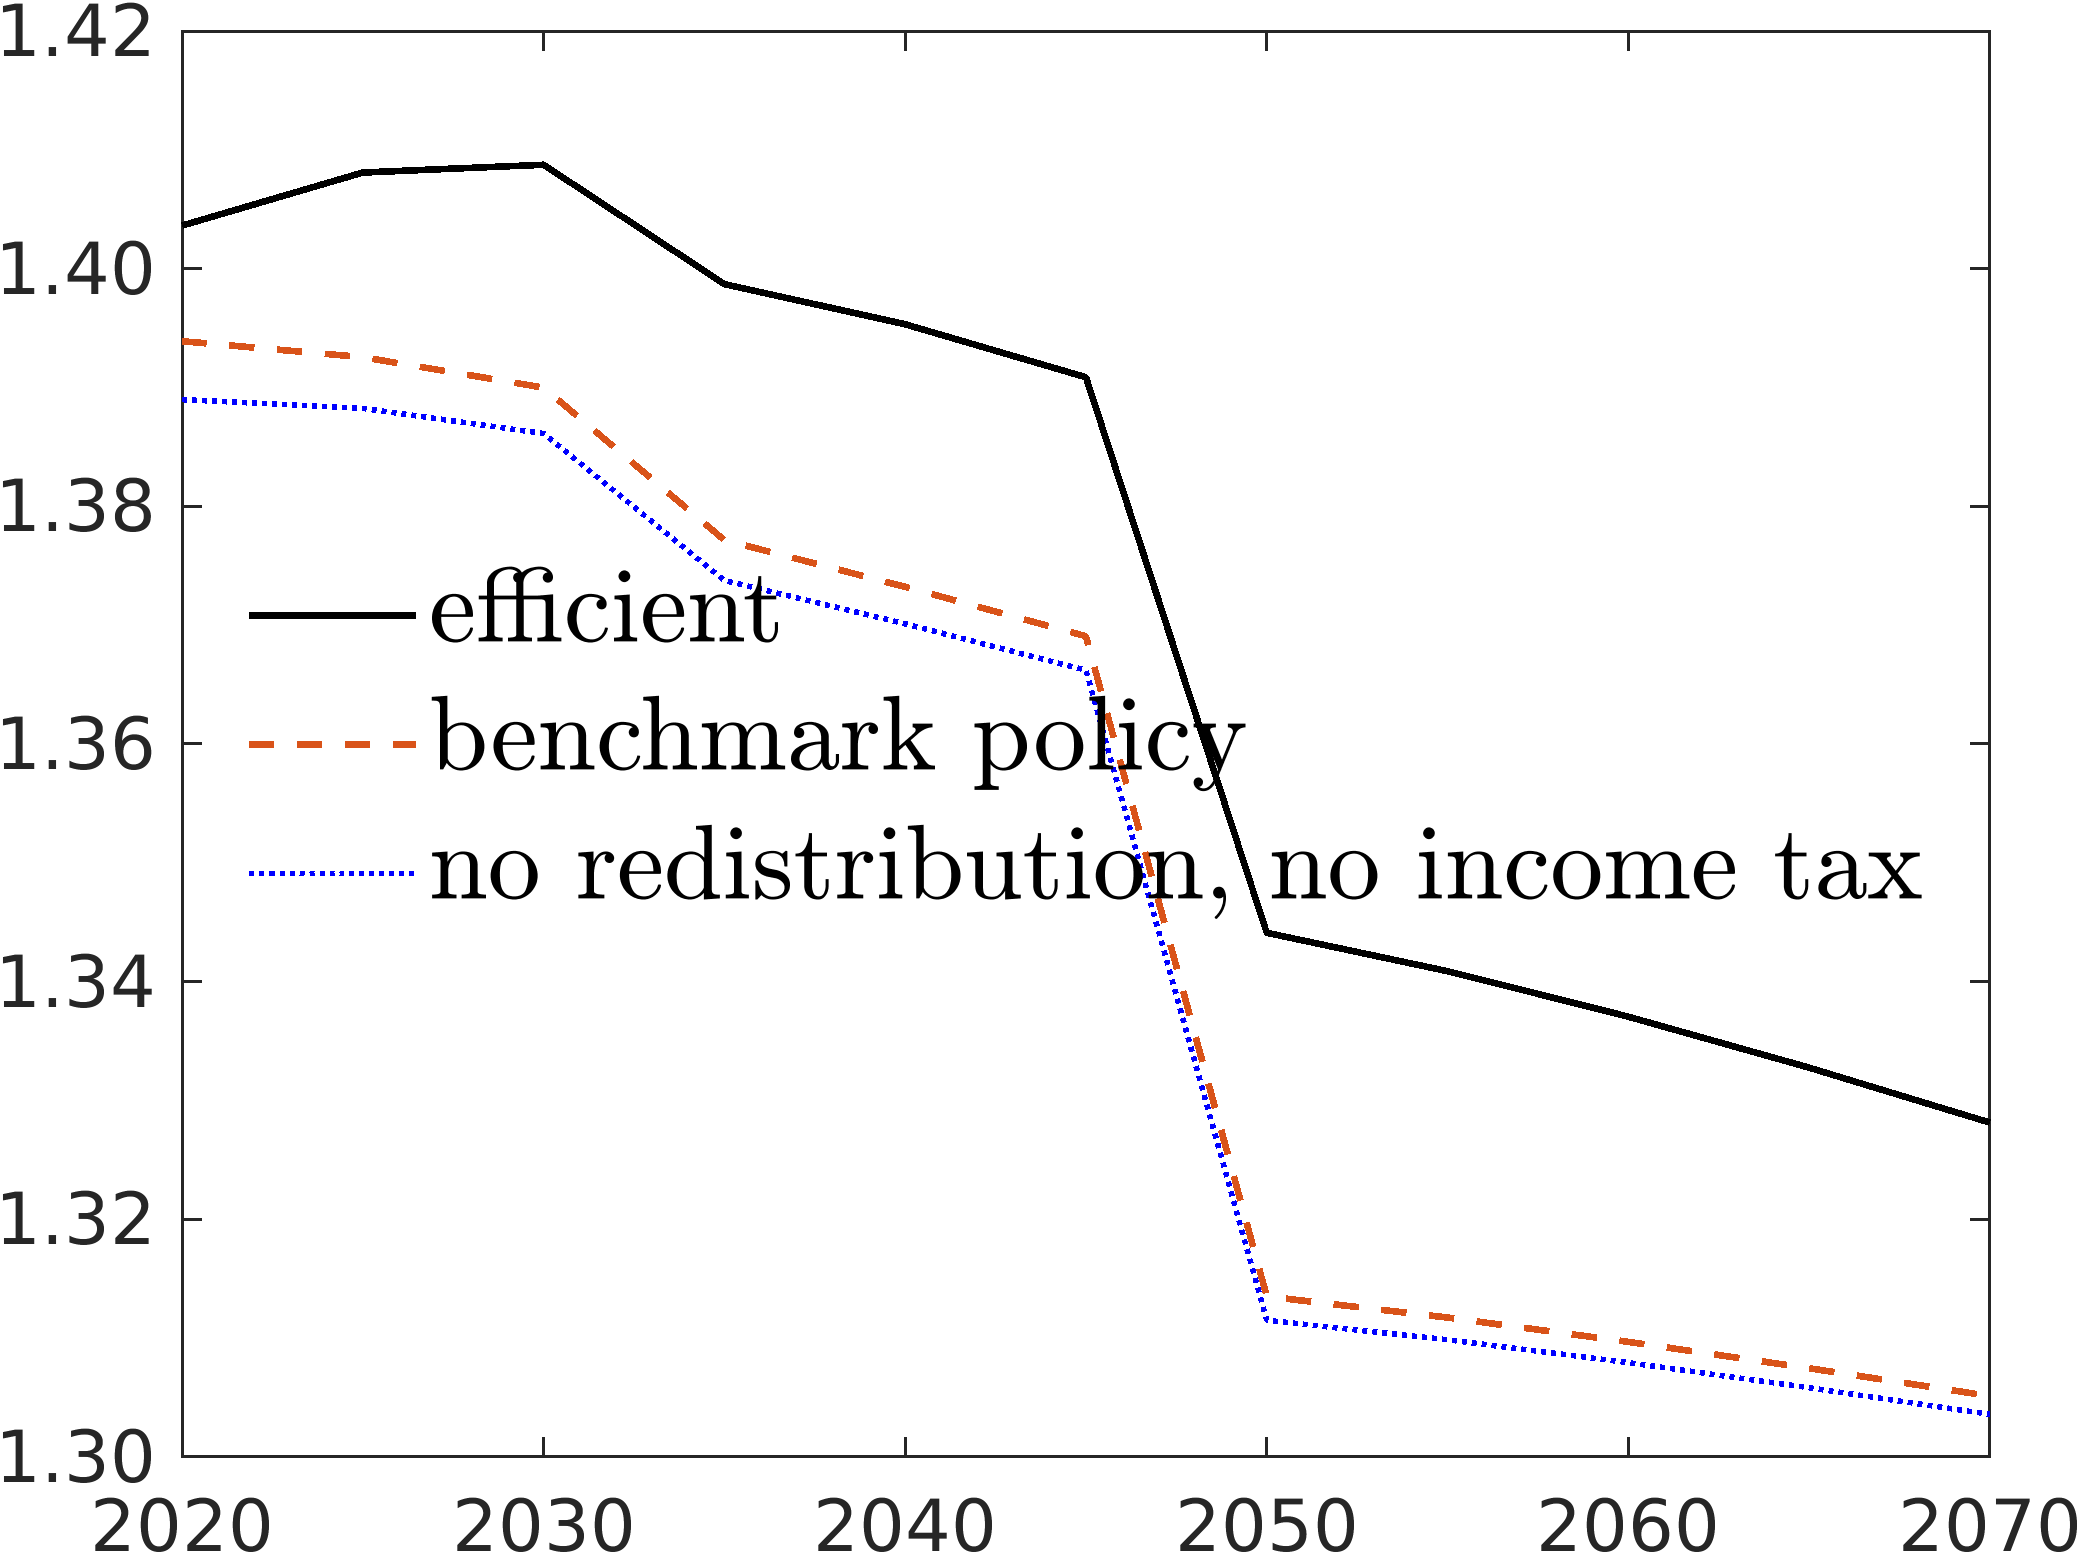 1.42
1.40
1.38
efficient
1.36
benchmark policy
no redistribution, no income tax
1.34
1.32
1.30
2020 2030 2040 2050 2060 2070